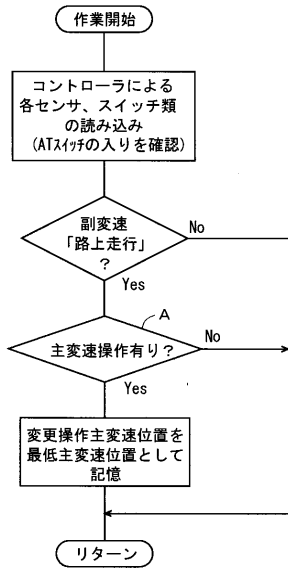 作業開始
コントローラによる
各センサ、スイッチ類
の読み込み
(ATスイッチの入りを確認)
副変速
「路上走行」
?
No
Yes
A
主変速操作有り?
No
Yes
変更操作主変速位置を
最低主変速位置として
記憶
リターン